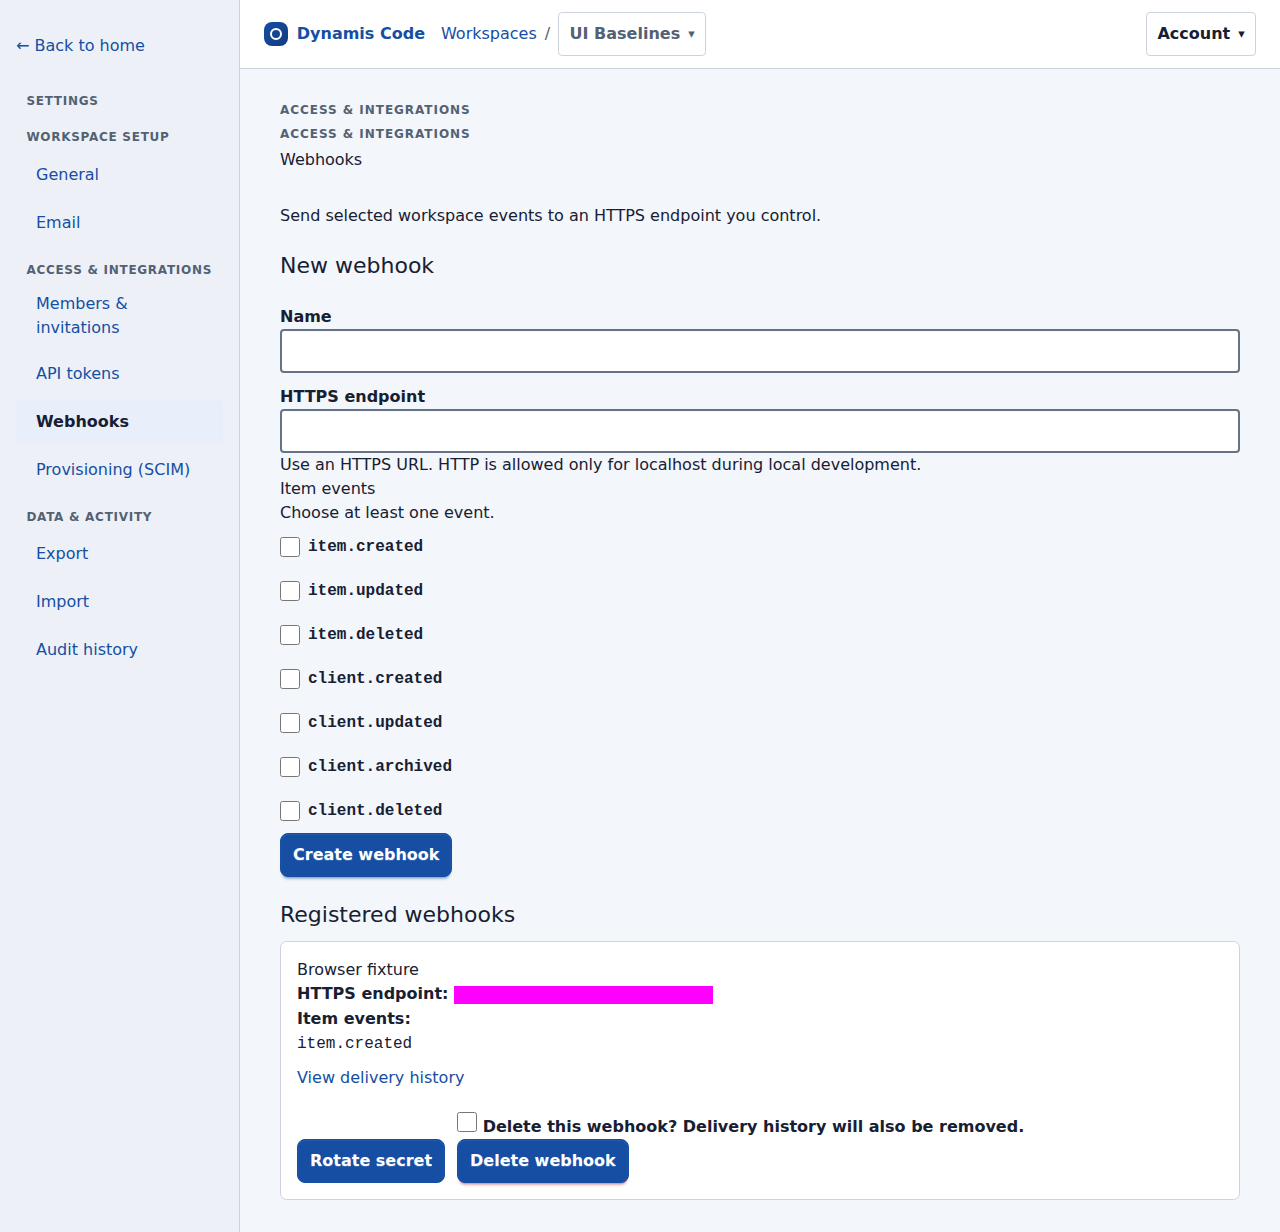 ← Back to home
SETTINGS
WORKSPACE SETUP
General
Email
ACCESS & INTEGRATIONS
Members &
invitations
API tokens
Webhooks
Provisioning (SCIM)
DATA & ACTIVITY
Export
Import
Audit history
Dynamis Code Workspaces / UI Baselines ▾
Account ▾
ACCESS & INTEGRATIONS
ACCESS & INTEGRATIONS
Webhooks
Send selected workspace events to an HTTPS endpoint you control.
New webhook
Name
HTTPS endpoint
Use an HTTPS URL. HTTP is allowed only for localhost during local development.
Item events
Choose at least one event.
item.created
item.updated
item.deleted
client.created
client.updated
client.archived
client.deleted
Create webhook
Registered webhooks
Browser fixture
HTTPS endpoint:
Item events:
item.created
View delivery history
Delete this webhook? Delivery history will also be removed.
Rotate secret Delete webhook